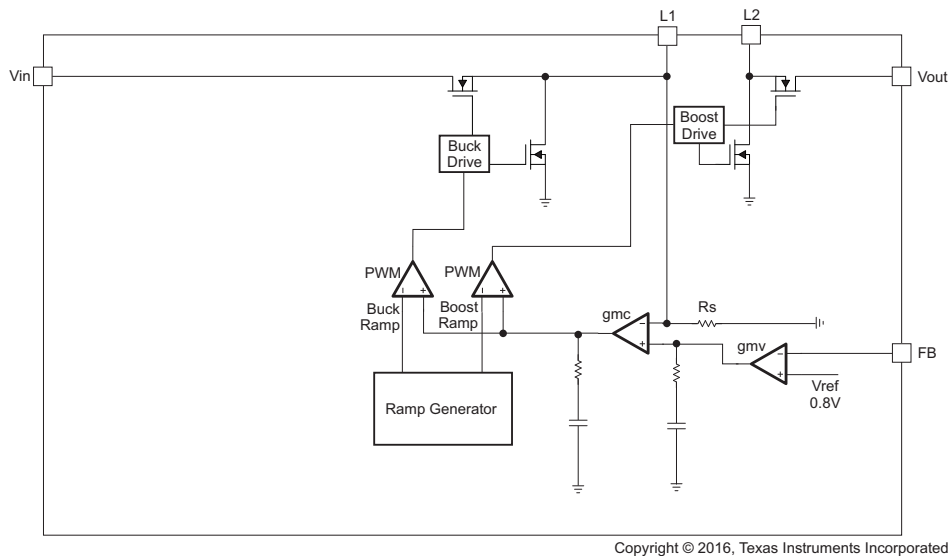 L1
L2
Vin
Vout
Buck
Drive
Boost
Drive
PWM
PWM
Buck
Ramp
Boost
Ramp
gmc
Rs
gmv
FB
Vref
0.8V
Ramp Generator
- +
- +
-
+
-
+
Copyright © 2016, Texas Instruments Incorporated